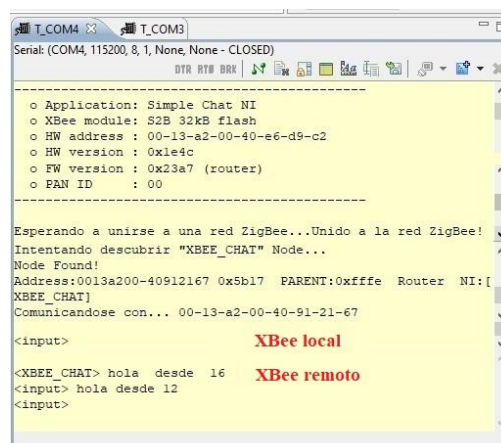 T_COM4 T_COM3
Serial: (COM4, 115200, 8, 1, None, None - CLOSED)
DTR RTS BRK
------------------------------------------------
o Application: Simple Chat NI
o XBee module: S2B 32kB flash
o HW address : 00-13-a2-00-40-e6-d9-c2
o HW version : 0x1e4c
o FW version : 0x23a7 (router)
o PAN ID : 00
------------------------------------------------
Esperando a unirse a una red ZigBee...Unido a la red ZigBee!
Intentando descubrir "XBEE_CHAT" Node...
Node Found!
Address:0013a200-40912167 0x5b17 PARENT:0xfffe Router NI:[
XBEE_CHAT]
Comunicandose con... 00-13-a2-00-40-91-21-67
<input> XBee local
<XBEE_CHAT> hola desde 16 XBee remoto
<input> hola desde 12
<input>